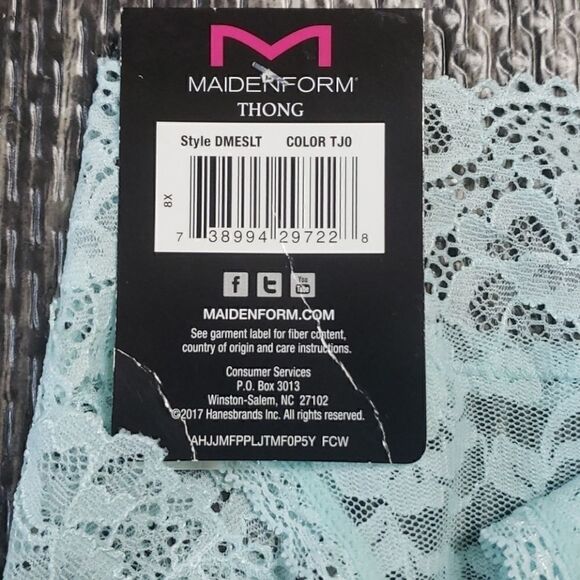 MAIDENFORM®
THONG
Style DMESLT COLOR TJ0
8X
7 38994 29722 8
f t You Tube
MAIDENFORM.COM
See garment label for fiber content,
country of origin and care instructions.
Consumer Services
P.O. Box 3013
Winston-Salem, NC 27102
©2017 Hanesbrands Inc. All rights reserved.
AHJJMFPPLJTMF0P5Y FCW